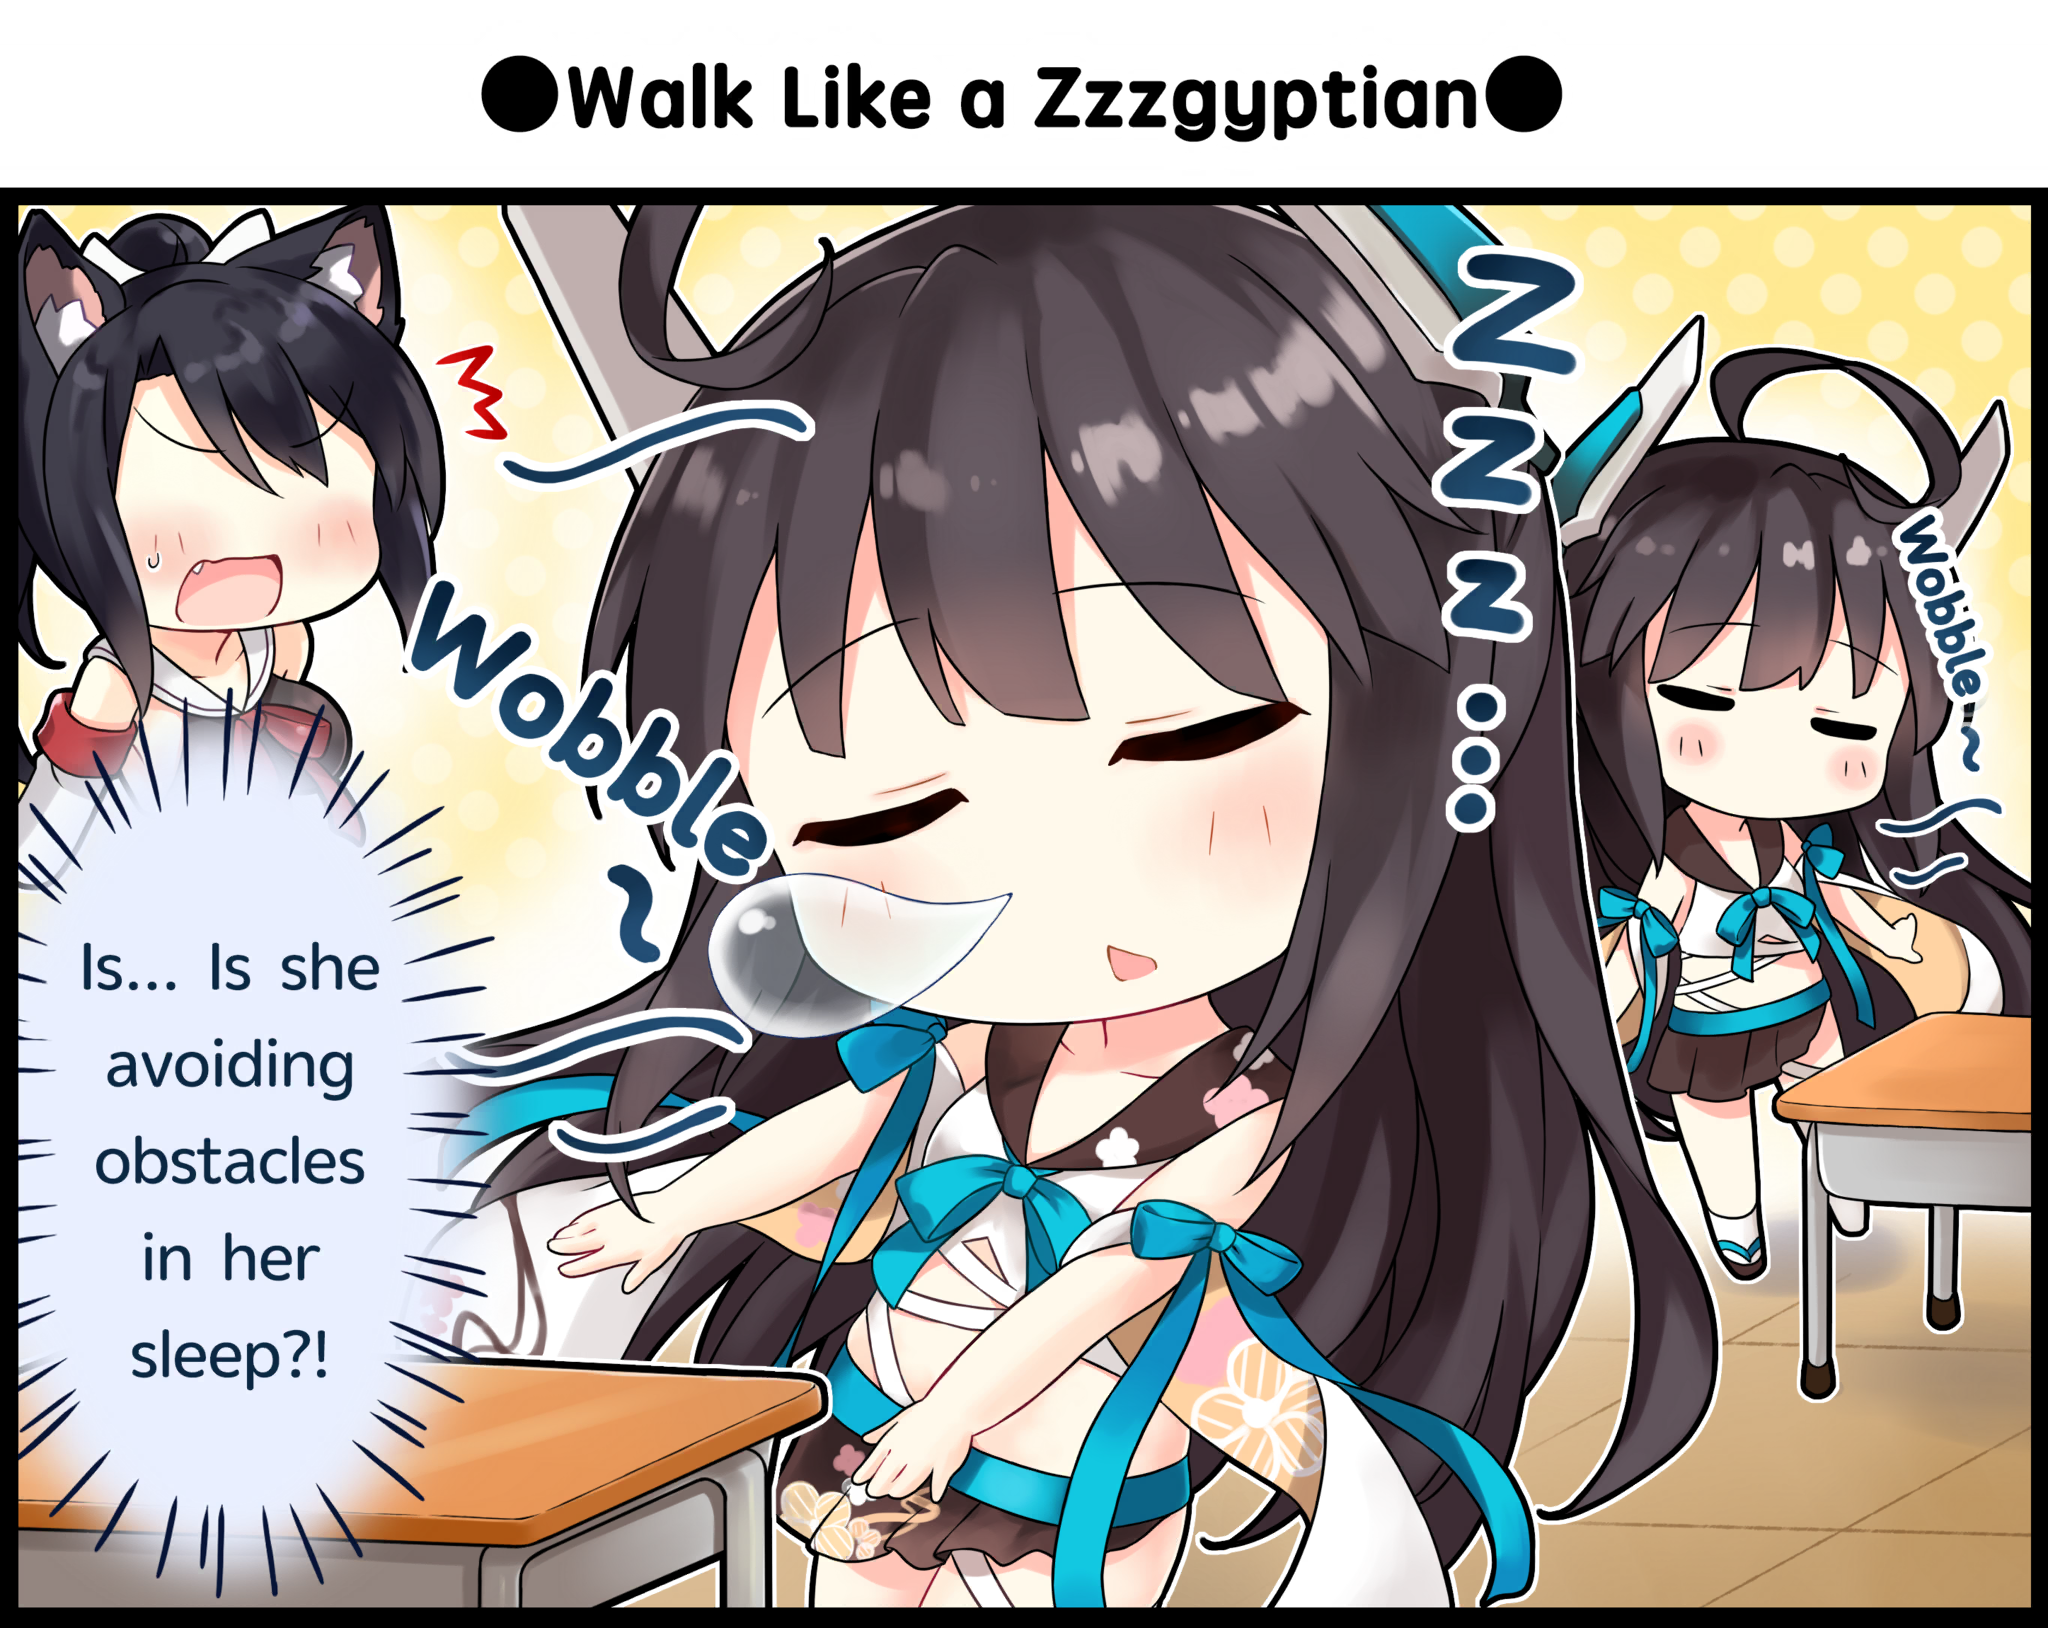 ●Walk Like a Zzzgyptian●
Z
Z
Z
...
Wobble~
Wobble~
Is... Is she
avoiding
obstacles
in her
sleep?!